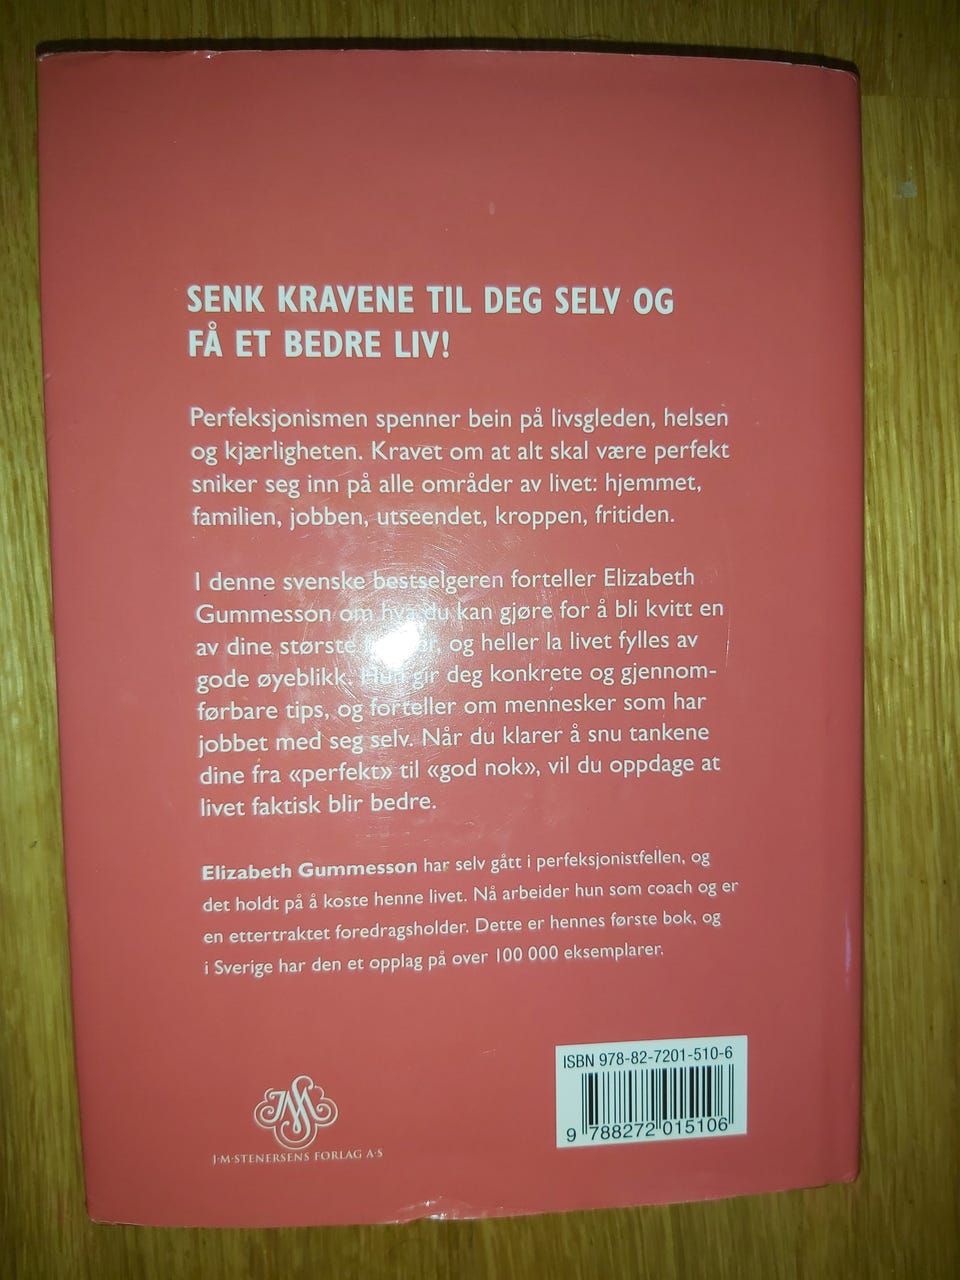 SENK KRAVENE TIL DEG SELV OG
FÅ ET BEDRE LIV!
Perfeksjonismen spenner bein på livsgleden, helsen
og kjærligheten. Kravet om at alt skal være perfekt
sniker seg inn på alle områder av livet: hjemmet,
familien, jobben, utseendet, kroppen, fritiden.
I denne svenske bestselgeren forteller Elizabeth
Gummesson om hva du kan gjøre for å bli kvitt en
av dine største og heller la livet fylles av
gode øyeblikk. Hun gir deg konkrete og gjennom-
førbare tips, og forteller om mennesker som har
jobbet med seg selv. Når du klarer å snu tankene
dine fra «perfekt» til «god nok», vil du oppdage at
livet faktisk blir bedre.
Elizabeth Gummesson har selv gått i perfeksjonistfellen, og
det holdt på å koste henne livet. Nå arbeider hun som coach og er
en ettertraktet foredragsholder. Dette er hennes første bok, og
i Sverige har den et opplag på over 100 000 eksemplarer.
ISBN 978-82-7201-510-6
9 788272 015106
JMS
J·M·STENERSENS FORLAG A·S